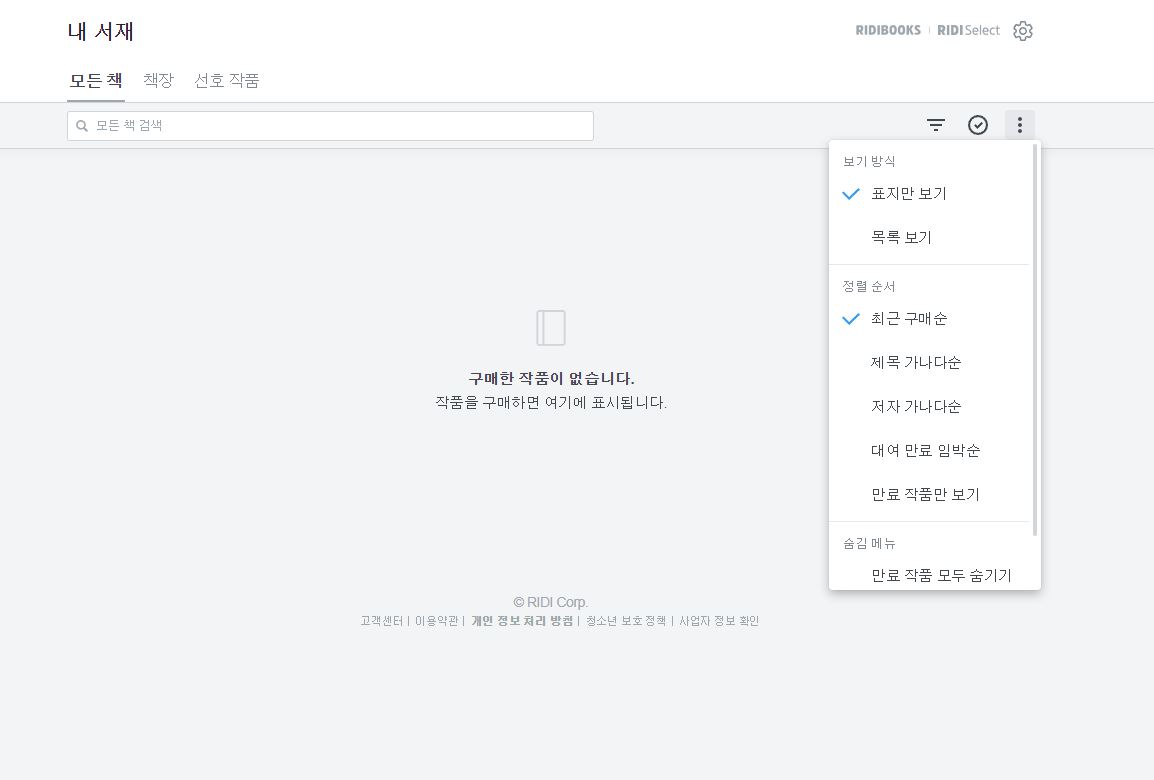 내 서재
RIDIBOOKS | RIDI Select
모든 책 책장 선호 작품
모든 책 검색
보기 방식
표지만 보기
목록 보기
정렬 순서
최근 구매순
제목 가나다순
저자 가나다순
대여 만료 임박순
만료 작품만 보기
숨김 메뉴
만료 작품 모두 숨기기
구매한 작품이 없습니다.
작품을 구매하면 여기에 표시됩니다.
© RIDI Corp.
고객센터 | 이용약관 | 개인 정보 처리 방침 | 청소년 보호 정책 | 사업자 정보 확인